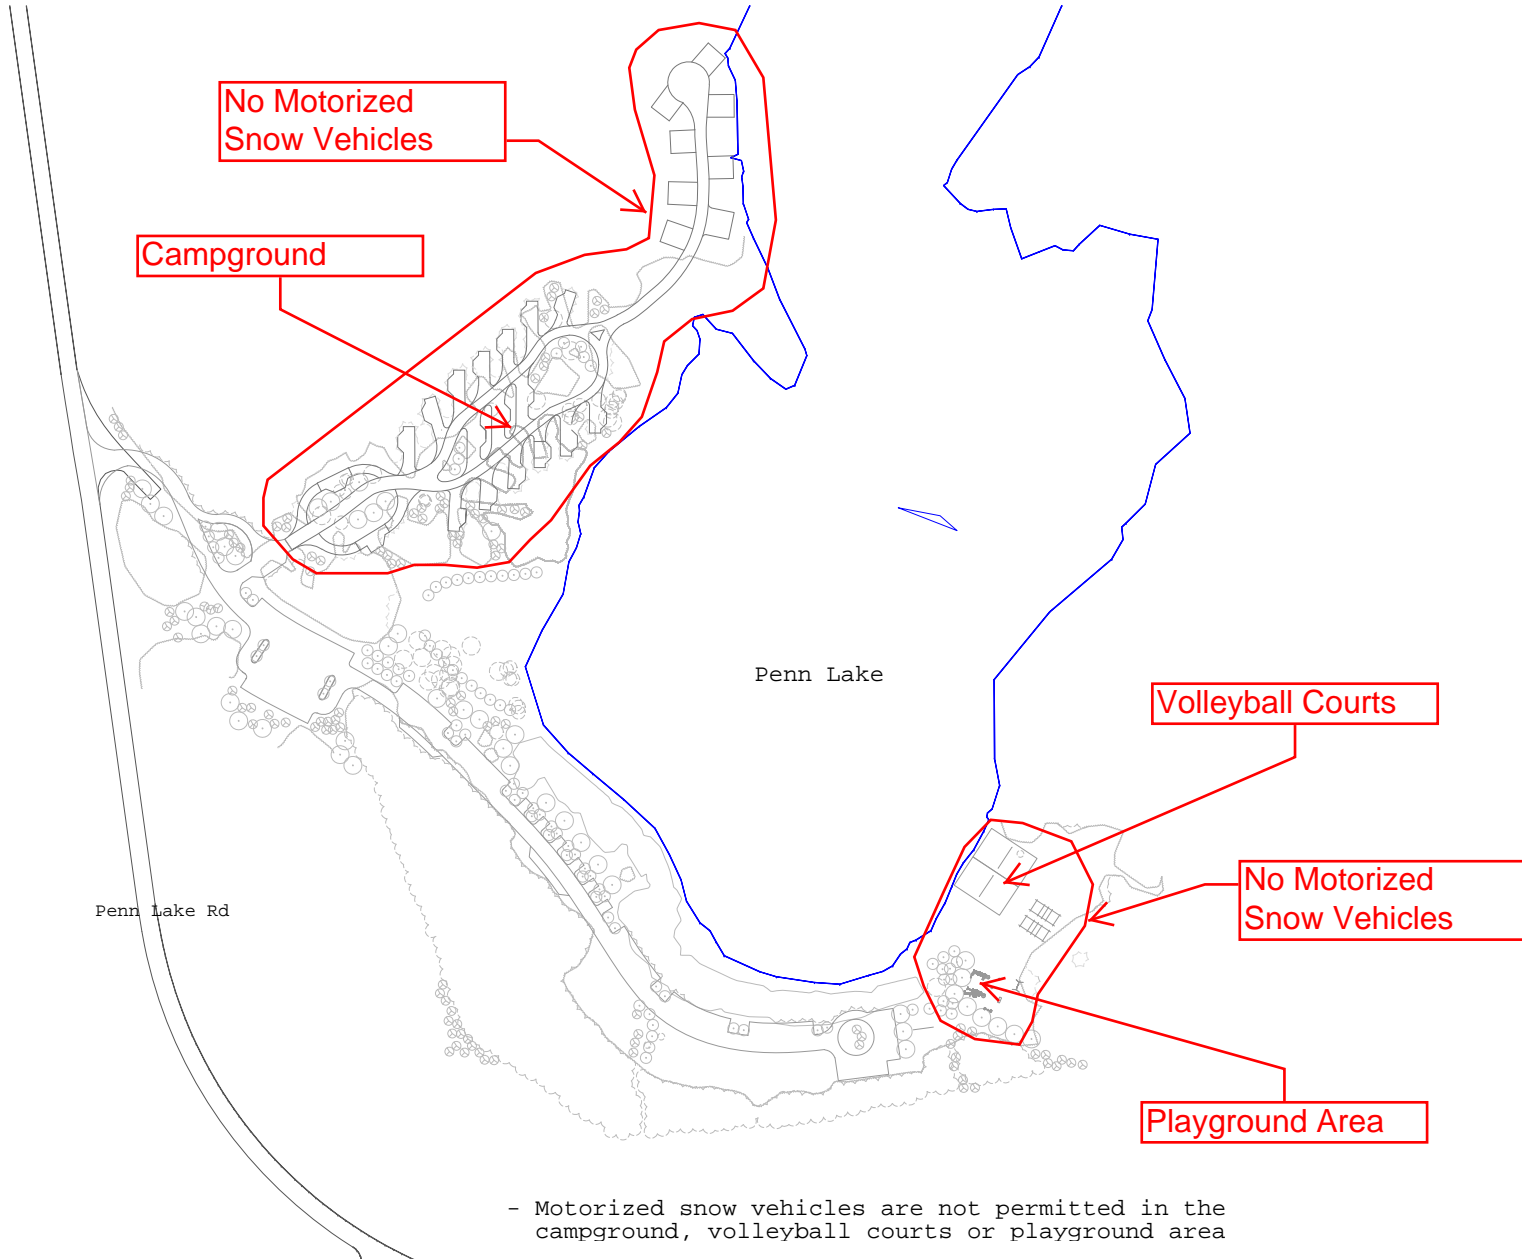 No Motorized
Snow Vehicles
Campground
Penn Lake
Volleyball Courts
No Motorized
Snow Vehicles
Penn Lake Rd
Playground Area
- Motorized snow vehicles are not permitted in the
campground, volleyball courts or playground area